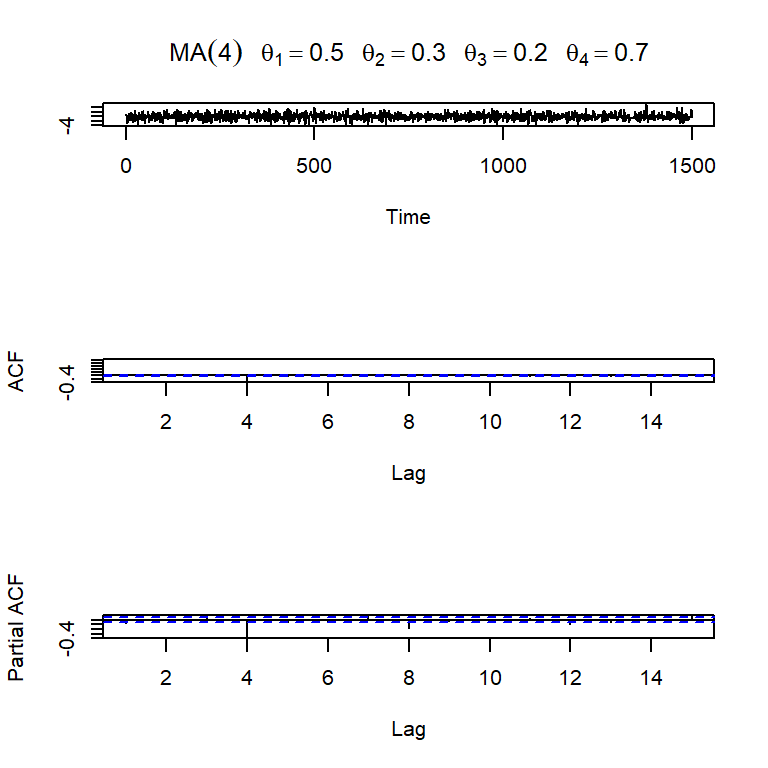 MA(4) θ₁ = 0.5 θ₂ = 0.3 θ₃ = 0.2 θ₄ = 0.7
-4
0 500 1000 1500
Time
ACF
-0.4
2 4 6 8 10 12 14
Lag
Partial ACF
-0.4
2 4 6 8 10 12 14
Lag